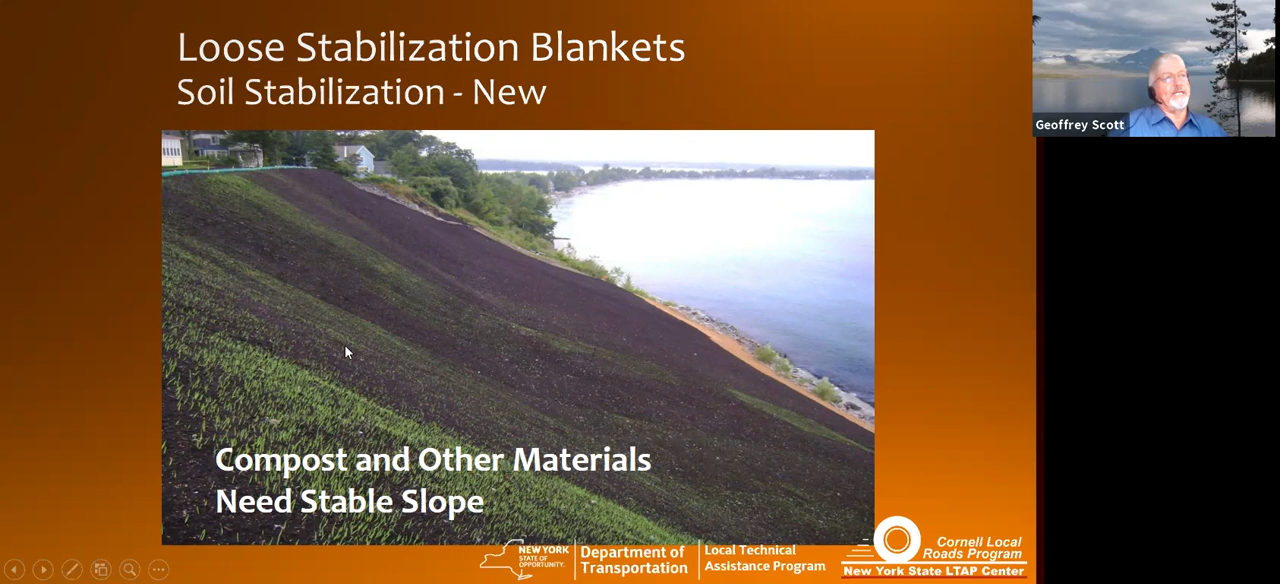 Loose Stabilization Blankets
Soil Stabilization - New
Geoffrey Scott
Compost and Other Materials
Need Stable Slope
NEW YORK
STATE OF
OPPORTUNITY.
Department of
Transportation
Local Technical
Assistance Program
Cornell Local
Roads Program
New York State LTAP Center